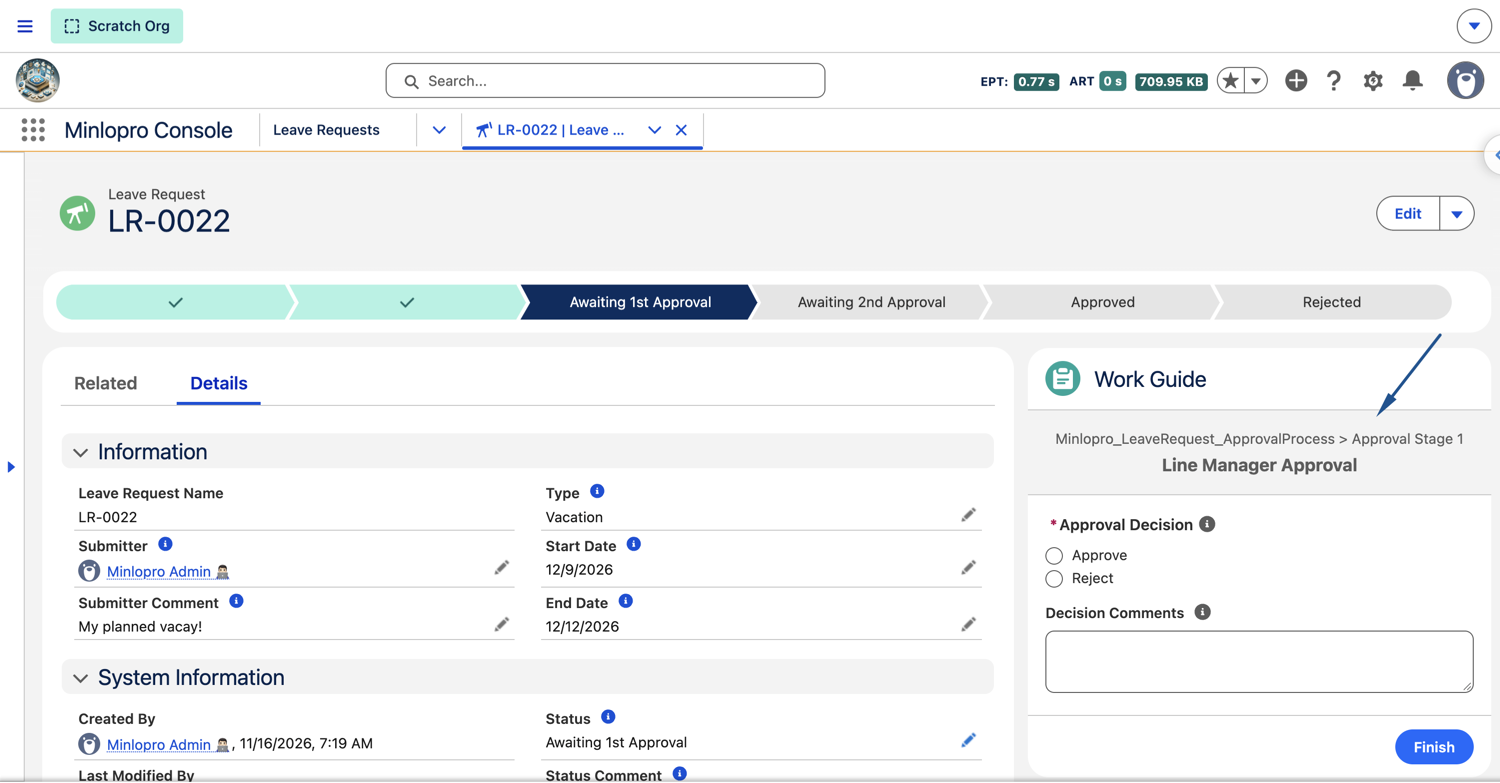 Scratch Org
Search...
EPT: 0.77 s ART 0 s 709.95 KB
Minlopro Console
Leave Requests
LR-0022 | Leave ...
Leave Request
LR-0022
Edit
Awaiting 1st Approval
Awaiting 2nd Approval
Approved
Rejected
Related
Details
Information
Leave Request Name
LR-0022
Type
Vacation
Submitter
Minlopro Admin
Start Date
12/9/2026
Submitter Comment
My planned vacay!
End Date
12/12/2026
System Information
Created By
Minlopro Admin , 11/16/2026, 7:19 AM
Status
Awaiting 1st Approval
Last Modified By
Status Comment
Work Guide
Minlopro_LeaveRequest_ApprovalProcess > Approval Stage 1
Line Manager Approval
* Approval Decision
Approve
Reject
Decision Comments
Finish